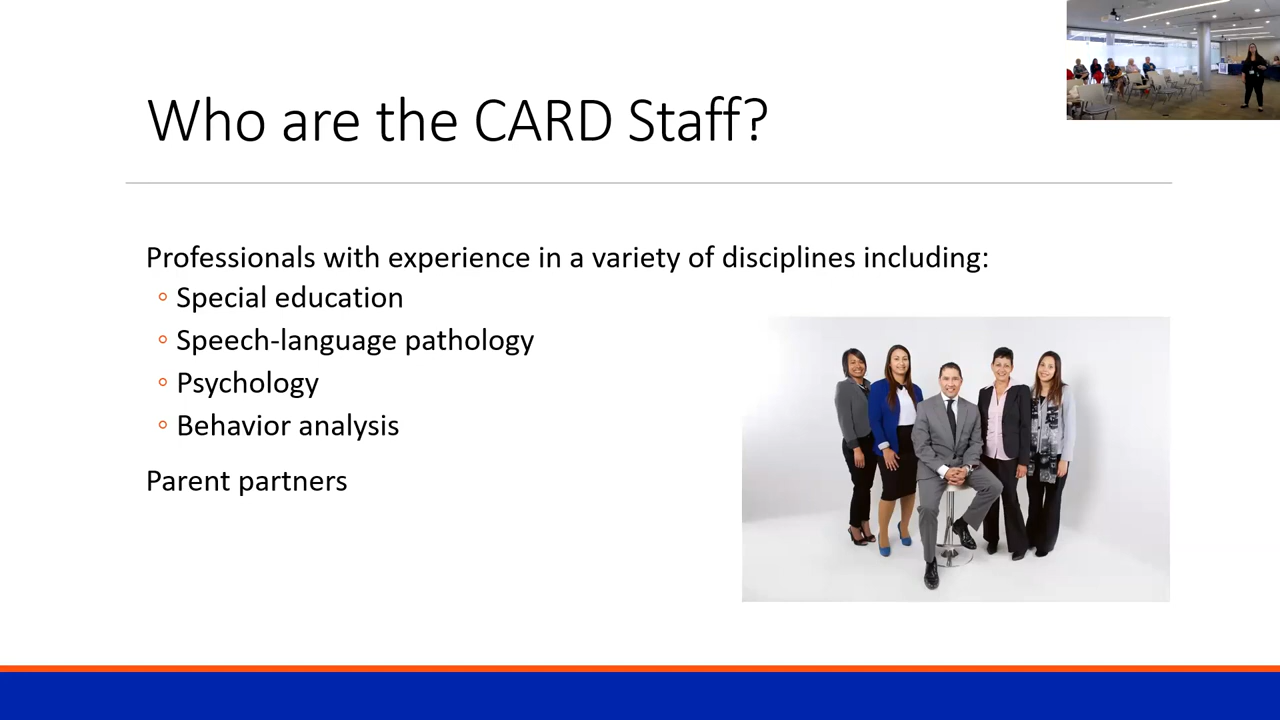 Who are the CARD Staff?
Professionals with experience in a variety of disciplines including:
◦ Special education
◦ Speech-language pathology
◦ Psychology
◦ Behavior analysis
Parent partners